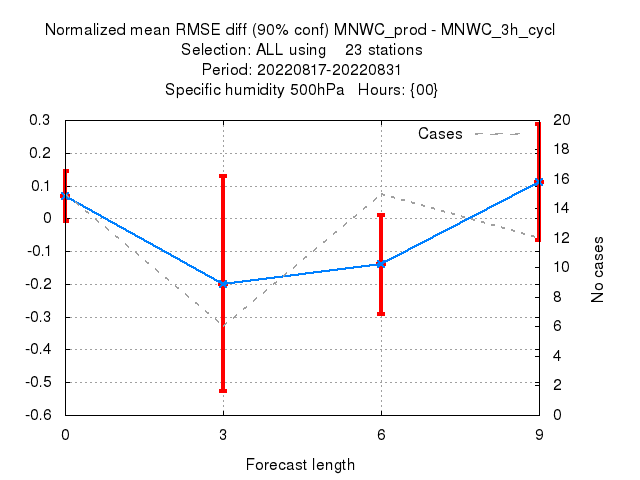 Normalized mean RMSE diff (90% conf) MNWC_prod - MNWC_3h_cycl
Selection: ALL using    23 stations
Period: 20220817-20220831
Specific humidity 500hPa   Hours: {00}
Cases
0.3
0.2
0.1
0
-0.1
-0.2
-0.3
-0.4
-0.5
-0.6
20
18
16
14
12
10
8
6
4
2
0
No cases
0 3 6 9
Forecast length